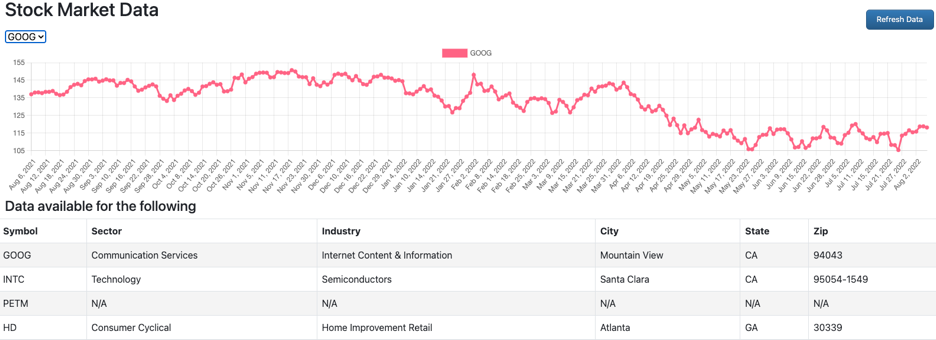 Stock Market Data
Refresh Data
GOOG
GOOG
155
145
135
125
115
105
Aug 6, 2021 Aug 12, 2021 Aug 18, 2021 Aug 24, 2021 Aug 30, 2021 Sep 3, 2021 Sep 10, 2021 Sep 16, 2021 Sep 22, 2021 Sep 28, 2021 Oct 4, 2021 Oct 8, 2021 Oct 14, 2021 Oct 20, 2021 Oct 26, 2021 Nov 1, 2021 Nov 5, 2021 Nov 11, 2021 Nov 17, 2021 Nov 23, 2021 Nov 30, 2021 Dec 6, 2021 Dec 10, 2021 Dec 16, 2021 Dec 22, 2021 Dec 29, 2021 Jan 4, 2022 Jan 10, 2022 Jan 14, 2022 Jan 21, 2022 Jan 27, 2022 Feb 2, 2022 Feb 8, 2022 Feb 14, 2022 Feb 18, 2022 Feb 25, 2022 Mar 3, 2022 Mar 9, 2022 Mar 15, 2022 Mar 21, 2022 Mar 25, 2022 Mar 31, 2022 Apr 6, 2022 Apr 12, 2022 Apr 19, 2022 Apr 25, 2022 Apr 29, 2022 May 5, 2022 May 11, 2022 May 17, 2022 May 23, 2022 May 27, 2022 Jun 3, 2022 Jun 9, 2022 Jun 15, 2022 Jun 22, 2022 Jun 28, 2022 Jul 5, 2022 Jul 11, 2022 Jul 15, 2022 Jul 21, 2022 Jul 27, 2022 Aug 2, 2022
Data available for the following
Symbol Sector Industry City State Zip
GOOG Communication Services Internet Content & Information Mountain View CA 94043
INTC Technology Semiconductors Santa Clara CA 95054-1549
PETM N/A N/A N/A N/A N/A
HD Consumer Cyclical Home Improvement Retail Atlanta GA 30339